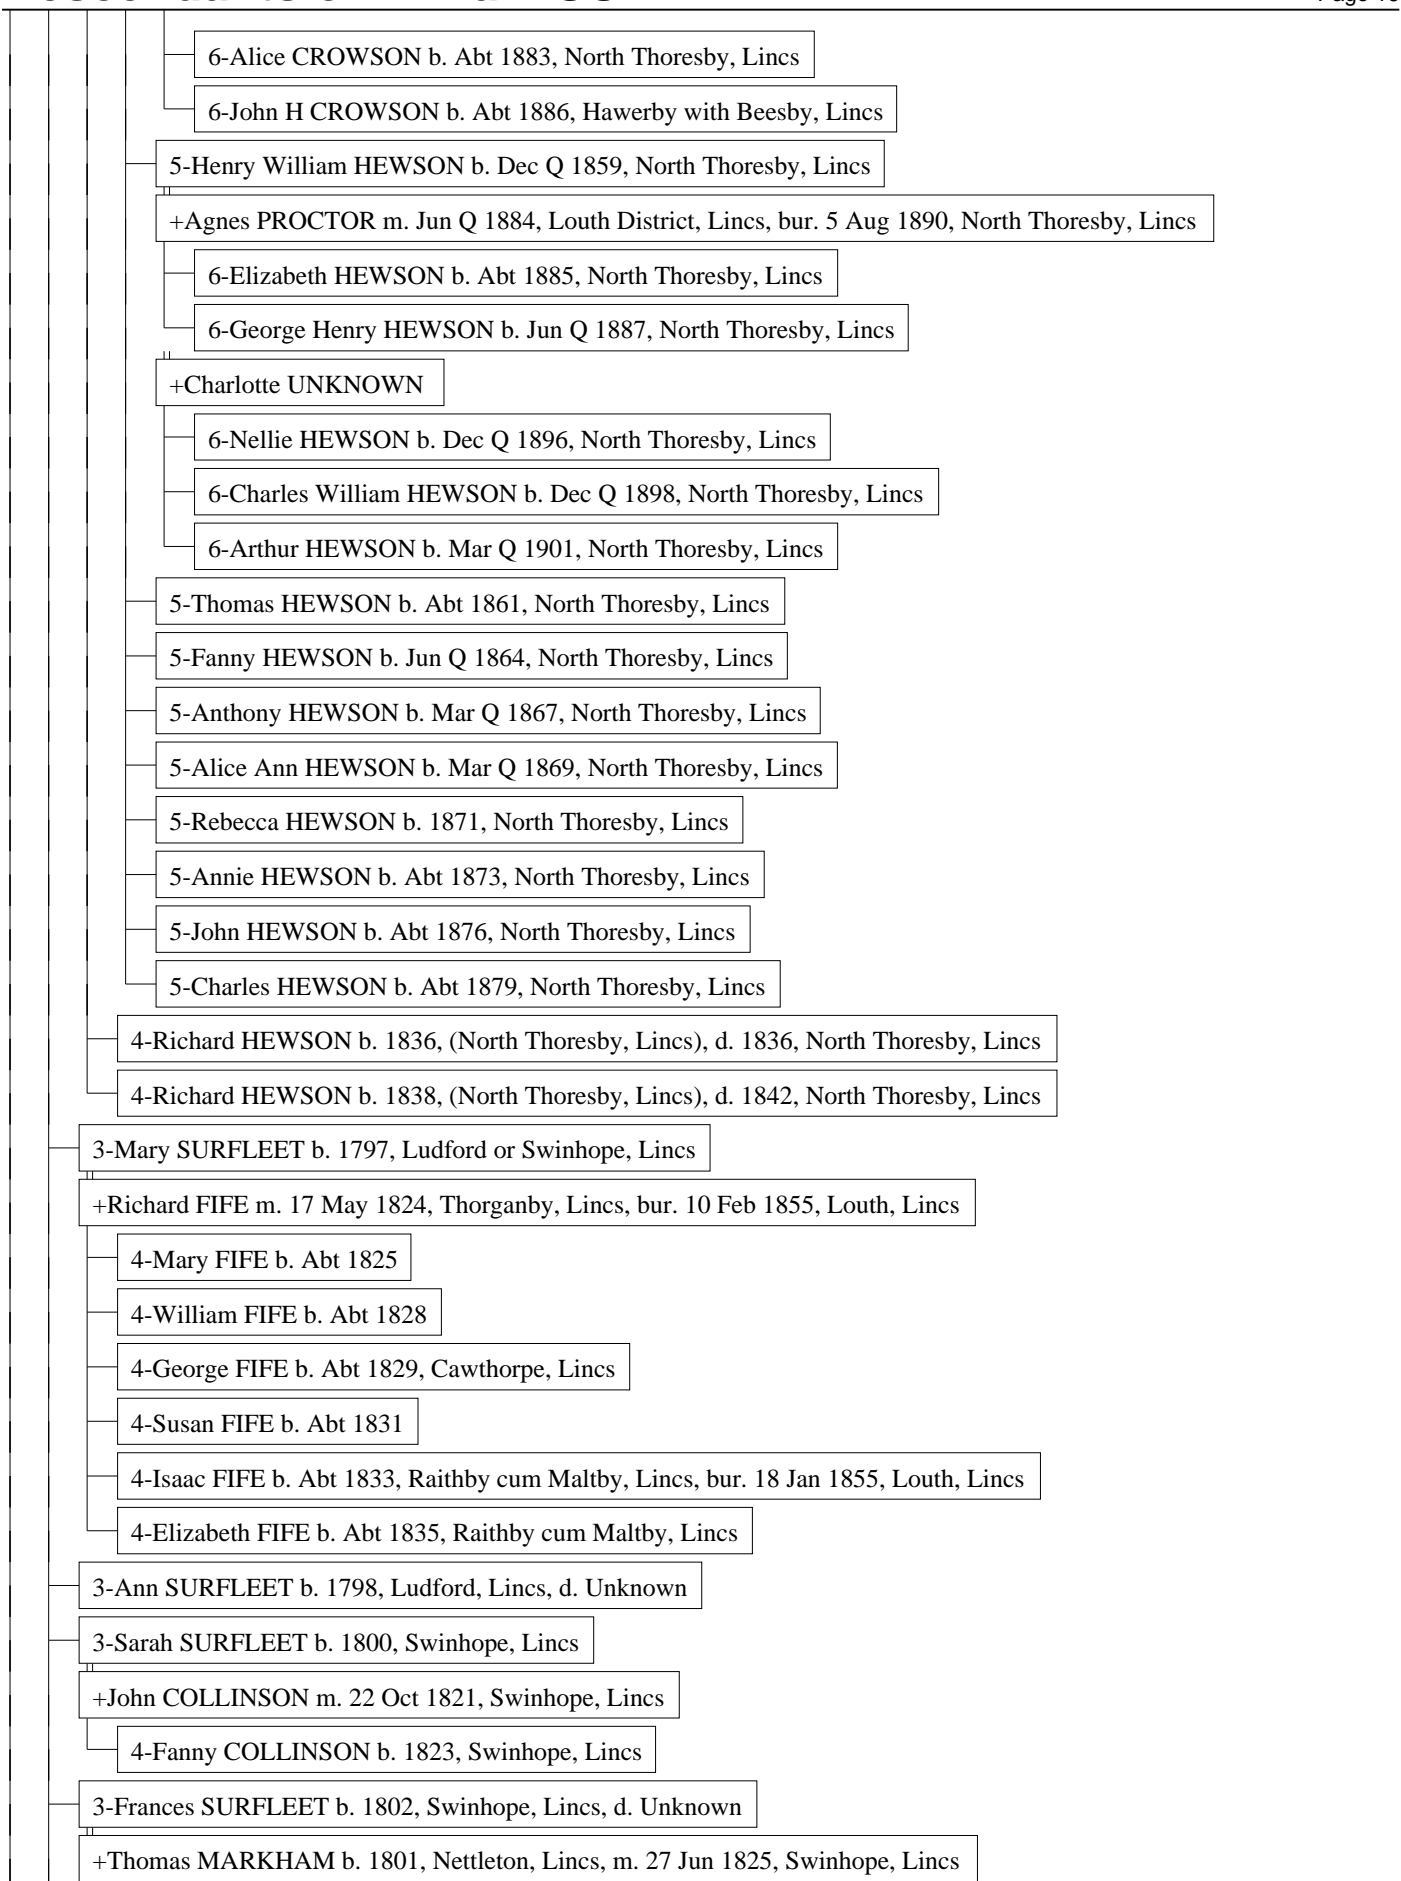 6-Alice CROWSON b. Abt 1883, North Thoresby, Lincs
6-John H CROWSON b. Abt 1886, Hawerby with Beesby, Lincs
5-Henry William HEWSON b. Dec Q 1859, North Thoresby, Lincs
+Agnes PROCTOR m. Jun Q 1884, Louth District, Lincs, bur. 5 Aug 1890, North Thoresby, Lincs
6-Elizabeth HEWSON b. Abt 1885, North Thoresby, Lincs
6-George Henry HEWSON b. Jun Q 1887, North Thoresby, Lincs
+Charlotte UNKNOWN
6-Nellie HEWSON b. Dec Q 1896, North Thoresby, Lincs
6-Charles William HEWSON b. Dec Q 1898, North Thoresby, Lincs
6-Arthur HEWSON b. Mar Q 1901, North Thoresby, Lincs
5-Thomas HEWSON b. Abt 1861, North Thoresby, Lincs
5-Fanny HEWSON b. Jun Q 1864, North Thoresby, Lincs
5-Anthony HEWSON b. Mar Q 1867, North Thoresby, Lincs
5-Alice Ann HEWSON b. Mar Q 1869, North Thoresby, Lincs
5-Rebecca HEWSON b. 1871, North Thoresby, Lincs
5-Annie HEWSON b. Abt 1873, North Thoresby, Lincs
5-John HEWSON b. Abt 1876, North Thoresby, Lincs
5-Charles HEWSON b. Abt 1879, North Thoresby, Lincs
4-Richard HEWSON b. 1836, (North Thoresby, Lincs), d. 1836, North Thoresby, Lincs
4-Richard HEWSON b. 1838, (North Thoresby, Lincs), d. 1842, North Thoresby, Lincs
3-Mary SURFLEET b. 1797, Ludford or Swinhope, Lincs
+Richard FIFE m. 17 May 1824, Thorganby, Lincs, bur. 10 Feb 1855, Louth, Lincs
4-Mary FIFE b. Abt 1825
4-William FIFE b. Abt 1828
4-George FIFE b. Abt 1829, Cawthorpe, Lincs
4-Susan FIFE b. Abt 1831
4-Isaac FIFE b. Abt 1833, Raithby cum Maltby, Lincs, bur. 18 Jan 1855, Louth, Lincs
4-Elizabeth FIFE b. Abt 1835, Raithby cum Maltby, Lincs
3-Ann SURFLEET b. 1798, Ludford, Lincs, d. Unknown
3-Sarah SURFLEET b. 1800, Swinhope, Lincs
+John COLLINSON m. 22 Oct 1821, Swinhope, Lincs
4-Fanny COLLINSON b. 1823, Swinhope, Lincs
3-Frances SURFLEET b. 1802, Swinhope, Lincs, d. Unknown
+Thomas MARKHAM b. 1801, Nettleton, Lincs, m. 27 Jun 1825, Swinhope, Lincs